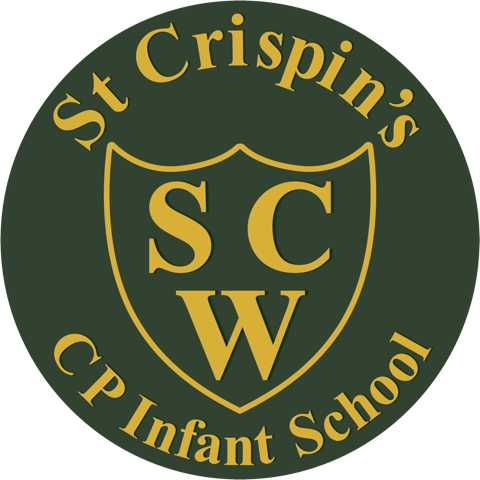 St Crispin's
S C
W
CP Infant School